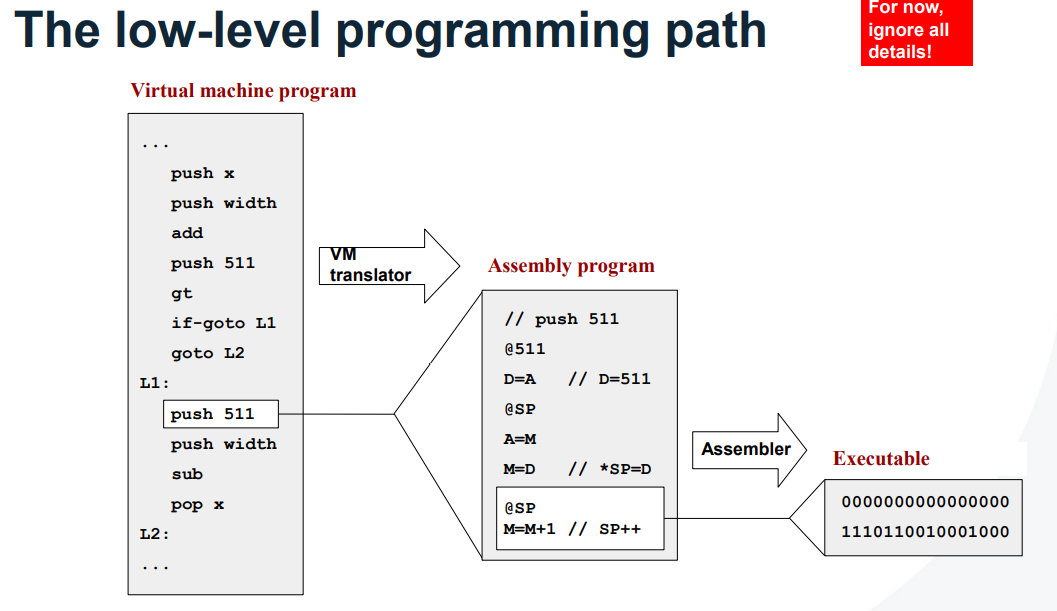 The low-level programming path
For now,
ignore all
details!
Virtual machine program
...
push x
push width
add
push 511
gt
if-goto L1
goto L2
L1:
push 511
push width
sub
pop x
L2:
...
VM
translator
Assembly program
// push 511
@511
D=A // D=511
@SP
A=M
M=D // *SP=D
@SP
M=M+1 // SP++
Assembler
Executable
0000000000000000
1110110010001000